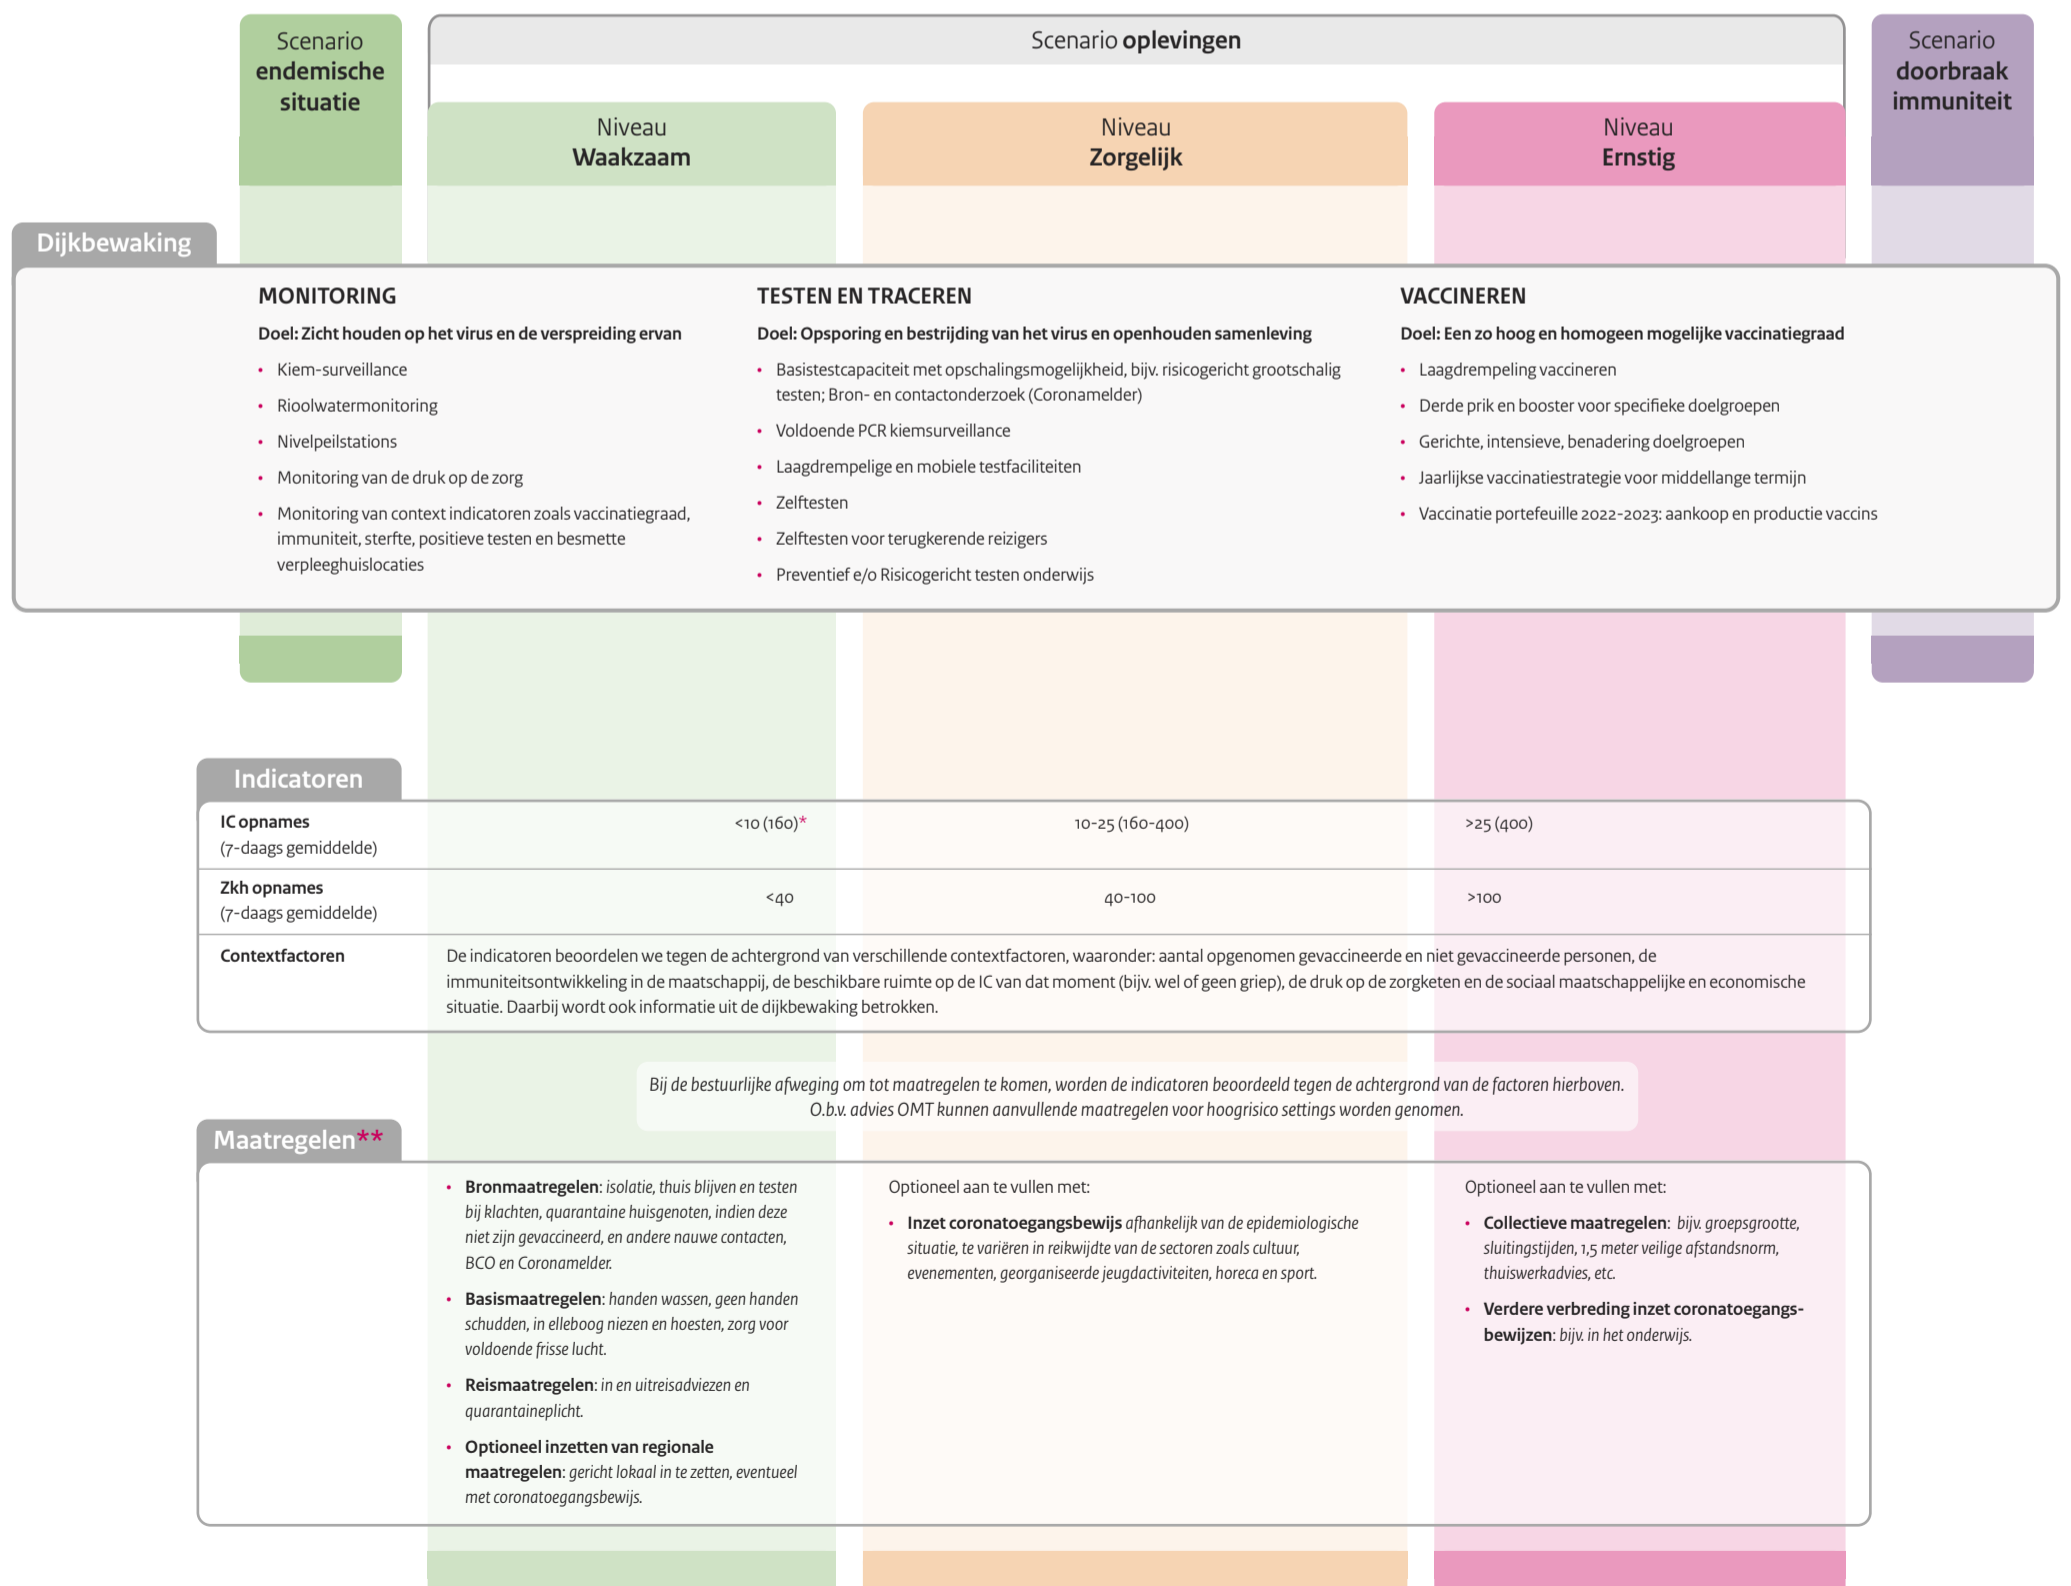 Scenario
endemische
situatie
Scenario oplevingen
Scenario
doorbraak
immuniteit
Niveau
Waakzaam
Niveau
Zorgelijk
Niveau
Ernstig
Dijkbewaking
MONITORING
Doel: Zicht houden op het virus en de verspreiding ervan
• Kiem-surveillance
• Rioolwatermonitoring
• Nivelpeilstations
• Monitoring van de druk op de zorg
• Monitoring van context indicatoren zoals vaccinatiegraad,
immuniteit, sterfte, positieve testen en besmette
verpleeghuislocaties
TESTEN EN TRACEREN
Doel: Opsporing en bestrijding van het virus en openhouden samenleving
• Basistestcapaciteit met opschalingsmogelijkheid, bijv. risicogericht grootschalig
testen; Bron- en contactonderzoek (Coronamelder)
• Voldoende PCR kiemsurveillance
• Laagdrempelige en mobiele testfaciliteiten
• Zelftesten
• Zelftesten voor terugkerende reizigers
• Preventief e/o Risicogericht testen onderwijs
VACCINEREN
Doel: Een zo hoog en homogeen mogelijke vaccinatiegraad
• Laagdrempeling vaccineren
• Derde prik en booster voor specifieke doelgroepen
• Gerichte, intensieve, benadering doelgroepen
• Jaarlijkse vaccinatiestrategie voor middellange termijn
• Vaccinatie portefeuille 2022-2023: aankoop en productie vaccins
Indicatoren
IC opnames
(7-daags gemiddelde)
<10 (160)*
10-25 (160-400)
>25 (400)
Zkh opnames
(7-daags gemiddelde)
<40
40-100
>100
Contextfactoren
De indicatoren beoordelen we tegen de achtergrond van verschillende contextfactoren, waaronder: aantal opgenomen gevaccineerde en niet gevaccineerde personen, de
immuniteitsontwikkeling in de maatschappij, de beschikbare ruimte op de IC van dat moment (bijv. wel of geen griep), de druk op de zorgketen en de sociaal maatschappelijke en economische
situatie. Daarbij wordt ook informatie uit de dijkbewaking betrokken.
Bij de bestuurlijke afweging om tot maatregelen te komen, worden de indicatoren beoordeeld tegen de achtergrond van de factoren hierboven.
O.b.v. advies OMT kunnen aanvullende maatregelen voor hoogrisico settings worden genomen.
Maatregelen**
• Bronmaatregelen: isolatie, thuis blijven en testen
bij klachten, quarantaine huisgenoten, indien deze
niet zijn gevaccineerd, en andere nauwe contacten,
BCO en Coronamelder.
• Basismaatregelen: handen wassen, geen handen
schudden, in elleboog niezen en hoesten, zorg voor
voldoende frisse lucht.
• Reismaatregelen: in en uitreisadviezen en
quarantaineplicht.
• Optioneel inzetten van regionale
maatregelen: gericht lokaal in te zetten, eventueel
met coronatoegangsbewijs.
Optioneel aan te vullen met:
• Inzet coronatoegangsbewijs afhankelijk van de epidemiologische
situatie, te variëren in reikwijdte van de sectoren zoals cultuur,
evenementen, georganiseerde jeugdactiviteiten, horeca en sport.
Optioneel aan te vullen met:
• Collectieve maatregelen: bijv. groepsgrootte,
sluitingstijden, 1,5 meter veilige afstandsnorm,
thuiswerkadvies, etc.
• Verdere verbreding inzet coronatoegangs-
bewijzen: bijv. in het onderwijs.